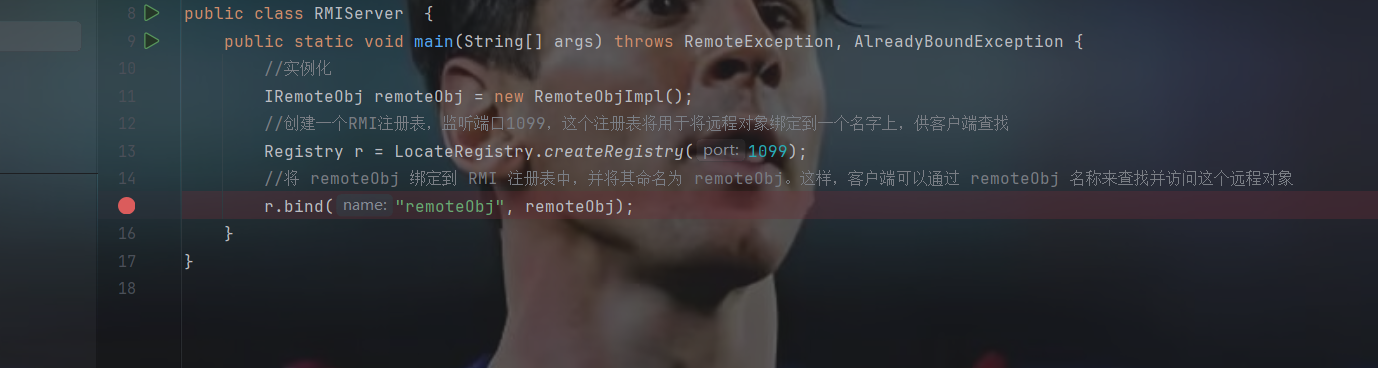 8 public class RMIServer {
9 public static void main(String[] args) throws RemoteException, AlreadyBoundException {
10 //实例化
11 IRemoteObj remoteObj = new RemoteObjImpl();
12 //创建一个RMI注册表，监听端口1099，这个注册表将用于将远程对象绑定到一个名字上，供客户端查找
13 Registry r = LocateRegistry.createRegistry( port: 1099);
14 //将 remoteObj 绑定到 RMI 注册表中，并将其命名为 remoteObj。这样，客户端可以通过 remoteObj 名称来查找并访问这个远程对象
r.bind( name: "remoteObj", remoteObj);
16 }
17 }
18